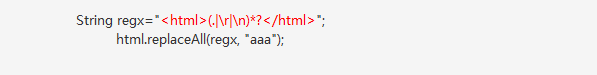 String regx="<html>(.|\r|\n)*?</html>";
html.replaceAll(regx, "aaa");